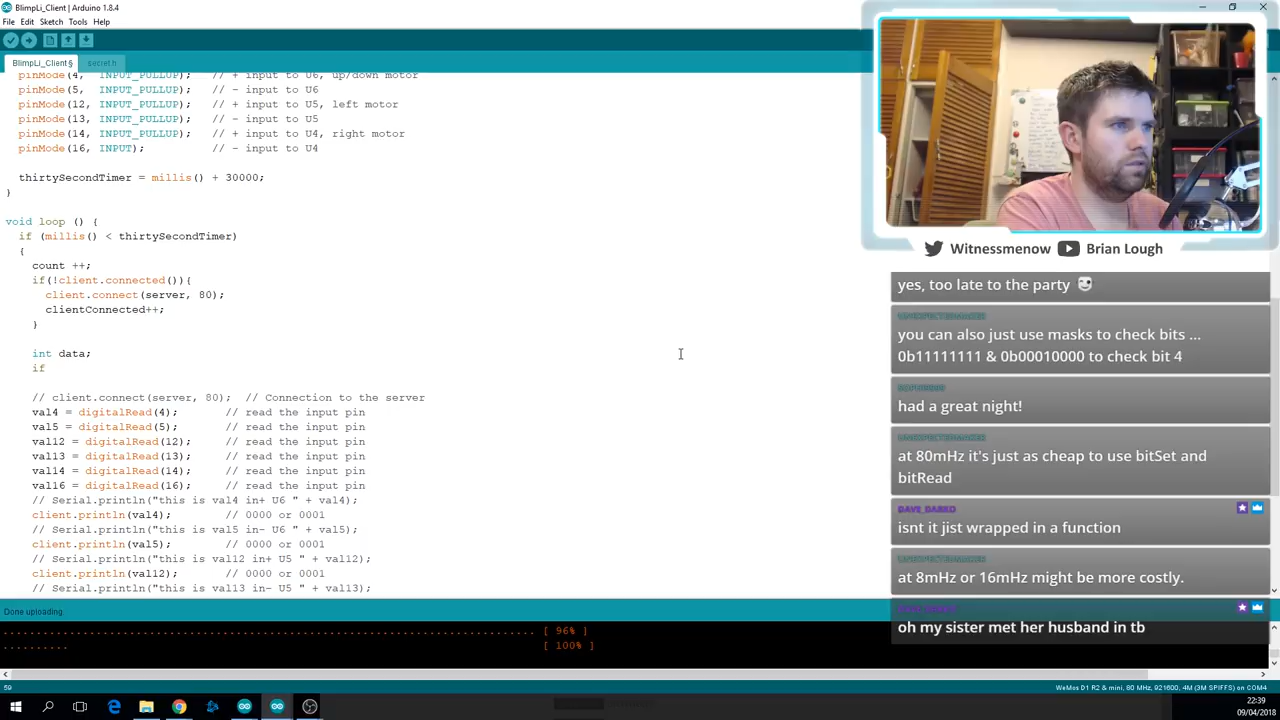 BlimpLi_Client | Arduino 1.8.4
File Edit Sketch Tools Help
BlimpLi_Client§ secret.h
pinMode(4, INPUT_PULLUP); // + input to U6, up/down motor
pinMode(5, INPUT_PULLUP); // - input to U6
pinMode(12, INPUT_PULLUP); // + input to U5, left motor
pinMode(13, INPUT_PULLUP); // - input to U5
pinMode(14, INPUT_PULLUP); // + input to U4, right motor
pinMode(16, INPUT); // - input to U4
thirtySecondTimer = millis() + 30000;
}
void loop () {
if (millis() < thirtySecondTimer)
{
count ++;
if(!client.connected()){
client.connect(server, 80);
clientConnected++;
}
int data;
if
// client.connect(server, 80); // Connection to the server
val4 = digitalRead(4); // read the input pin
val5 = digitalRead(5); // read the input pin
val12 = digitalRead(12); // read the input pin
val13 = digitalRead(13); // read the input pin
val14 = digitalRead(14); // read the input pin
val16 = digitalRead(16); // read the input pin
// Serial.println("this is val4 in+ U6 " + val4);
client.println(val4); // 0000 or 0001
// Serial.println("this is val5 in- U6 " + val5);
client.println(val5); // 0000 or 0001
// Serial.println("this is val12 in+ U5 " + val12);
client.println(val12); // 0000 or 0001
// Serial.println("this is val13 in- U5 " + val13);
Done uploading.
................................................................................ [ 96% ]
.......... [ 100% ]
59
WeMos D1 R2 & mini, 80 MHz, 921600, 4M (3M SPIFFS) on COM4
22:39
09/04/2018
Witnessmenow Brian Lough
yes, too late to the party
you can also just use masks to check bits ...
0b11111111 & 0b00010000 to check bit 4
had a great night!
at 80mHz it's just as cheap to use bitSet and
bitRead
DAVE_DARKO
isnt it jist wrapped in a function
at 8mHz or 16mHz might be more costly.
oh my sister met her husband in tb